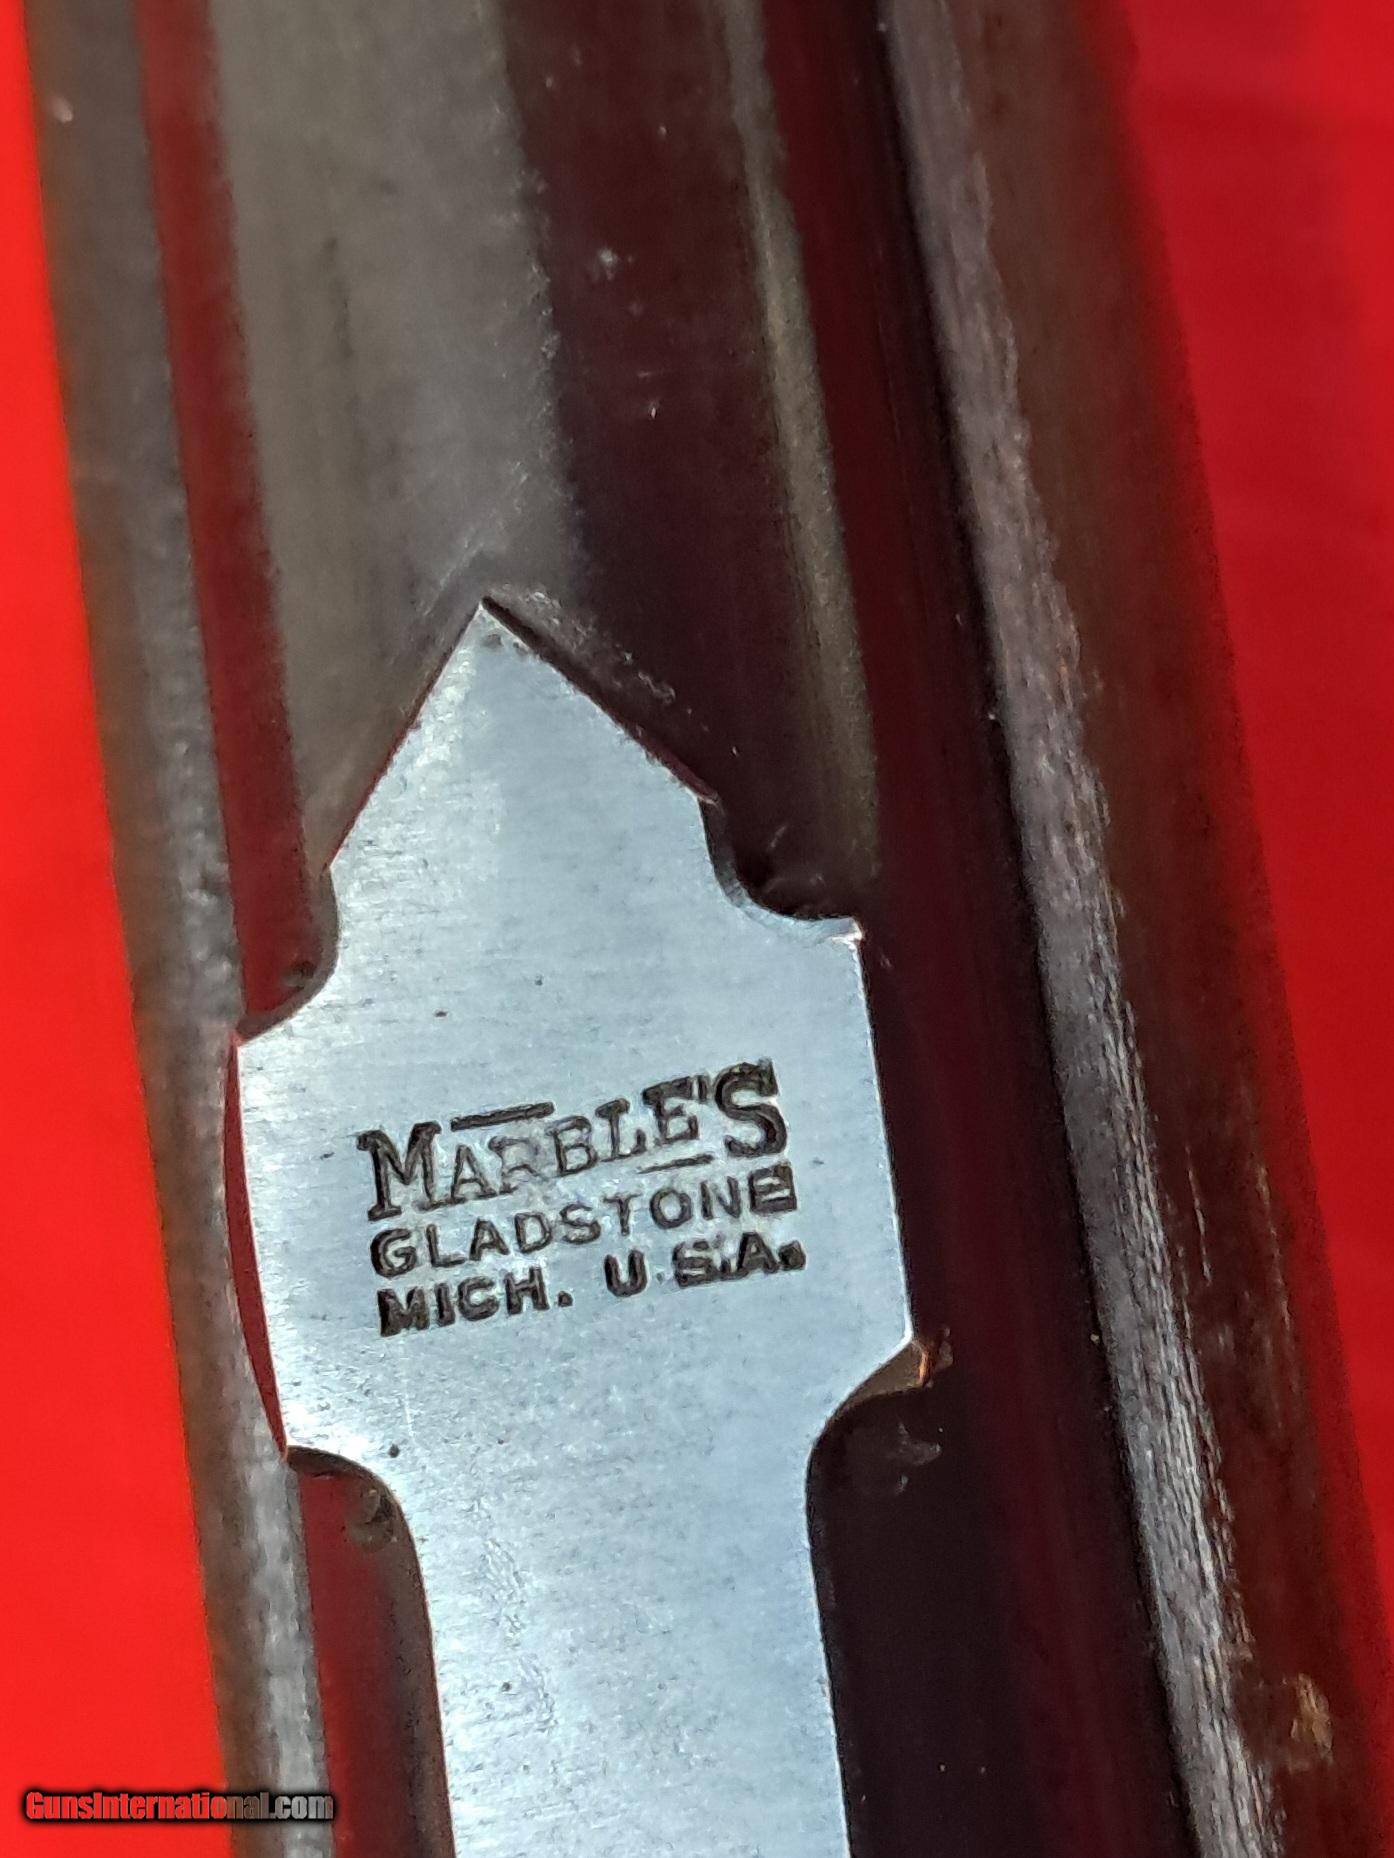 MARBLE'S
GLADSTONE
MICH. U.S.A.
GunsInternational.com